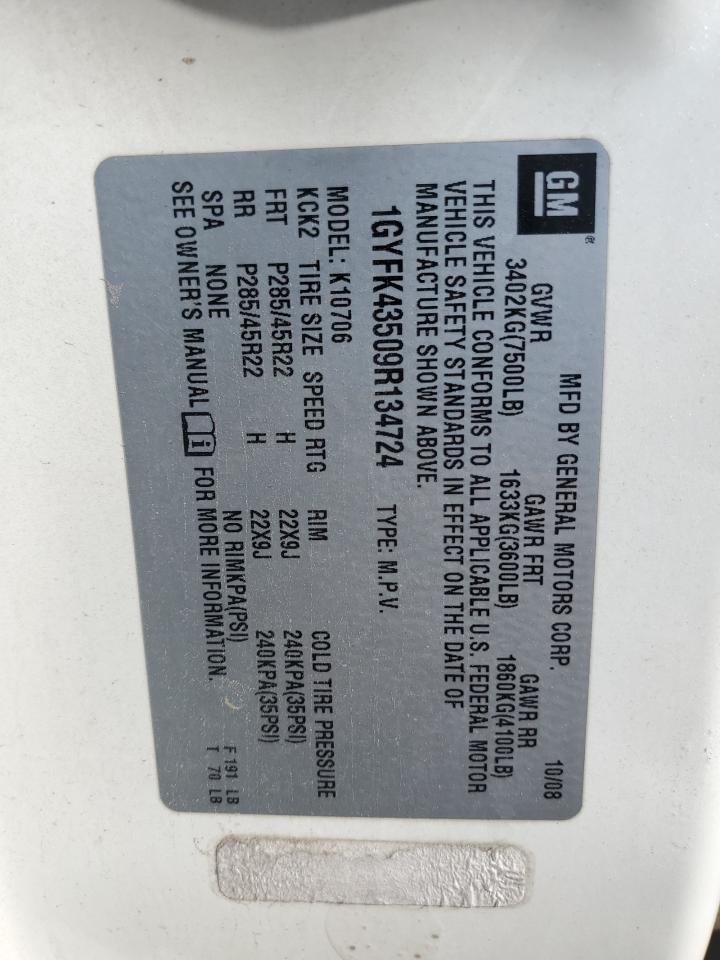 GM ®
MFD BY GENERAL MOTORS CORP. 10/08
GVWR GAWR FRT GAWR RR
3402KG(7500LB) 1633KG(3600LB) 1860KG(4100LB)
THIS VEHICLE CONFORMS TO ALL APPLICABLE U.S. FEDERAL MOTOR
VEHICLE SAFETY STANDARDS IN EFFECT ON THE DATE OF
MANUFACTURE SHOWN ABOVE.
1GYFK43509R134724 TYPE: M.P.V.
MODEL: K10706
KCK2 TIRE SIZE SPEED RTG RIM COLD TIRE PRESSURE
FRT P285/45R22 H 22X9J 240KPA(35PSI)
RR P285/45R22 H 22X9J 240KPA(35PSI)
SPA NONE NO RIMKPA(PSI) F 191 LB
SEE OWNER'S MANUAL i FOR MORE INFORMATION. T 70 LB